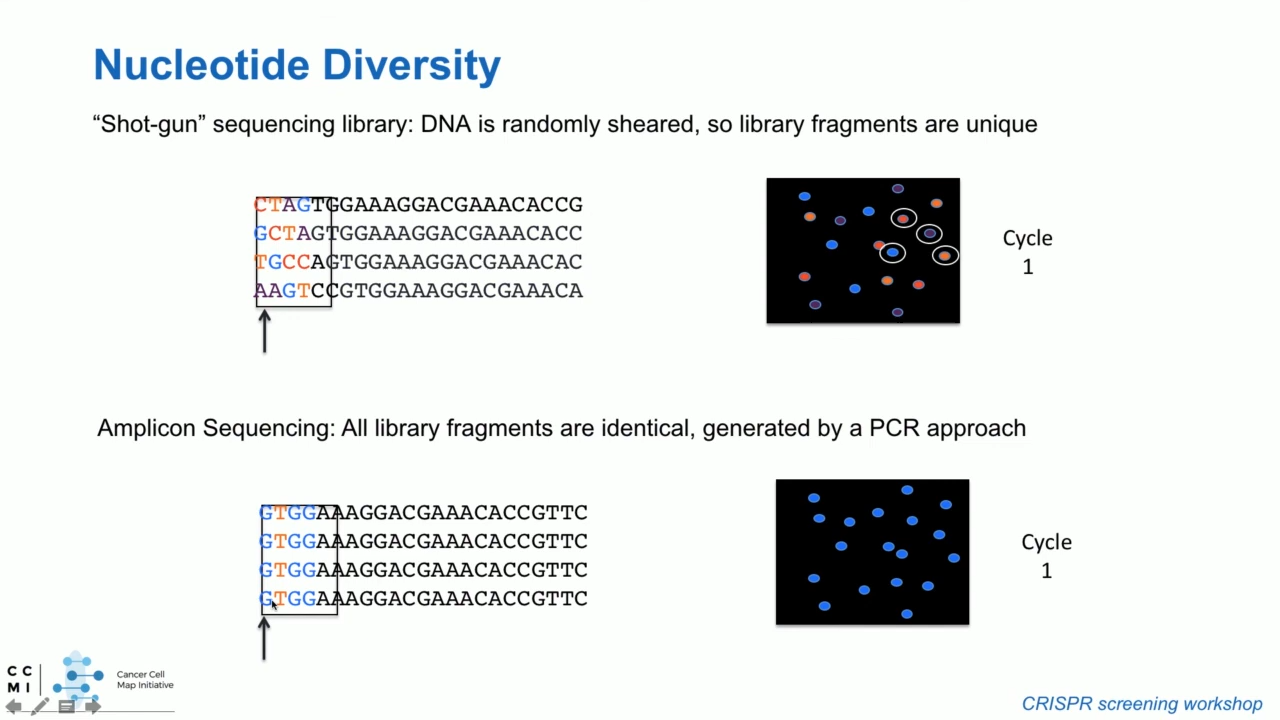 Nucleotide Diversity
“Shot-gun” sequencing library: DNA is randomly sheared, so library fragments are unique
CTAGTGGAAAGGACGAAACACCG
GCTAGTGGAAAGGACGAAACACC
TGCCAGTGGAAAGGACGAAACAC
AAGTCCGTGGAAAGGACGAAACA
Cycle
1
Amplicon Sequencing: All library fragments are identical, generated by a PCR approach
GTGGAAAGGACGAAACACCGTTC
GTGGAAAGGACGAAACACCGTTC
GTGGAAAGGACGAAACACCGTTC
GTGGAAAGGACGAAACACCGTTC
Cycle
1
CC
MI
Cancer Cell
Map Initiative
CRISPR screening workshop